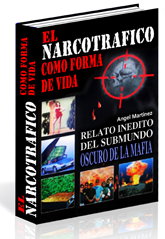 EL
NARCOTRAFICO
COMO FORMA
DE VIDA
Angel Martinez
RELATO INEDITO
DEL SUBMUNDO
OSCURO DE LA MAFIA
EL NARCOTRAFICO
COMO FORMA
DE VIDA